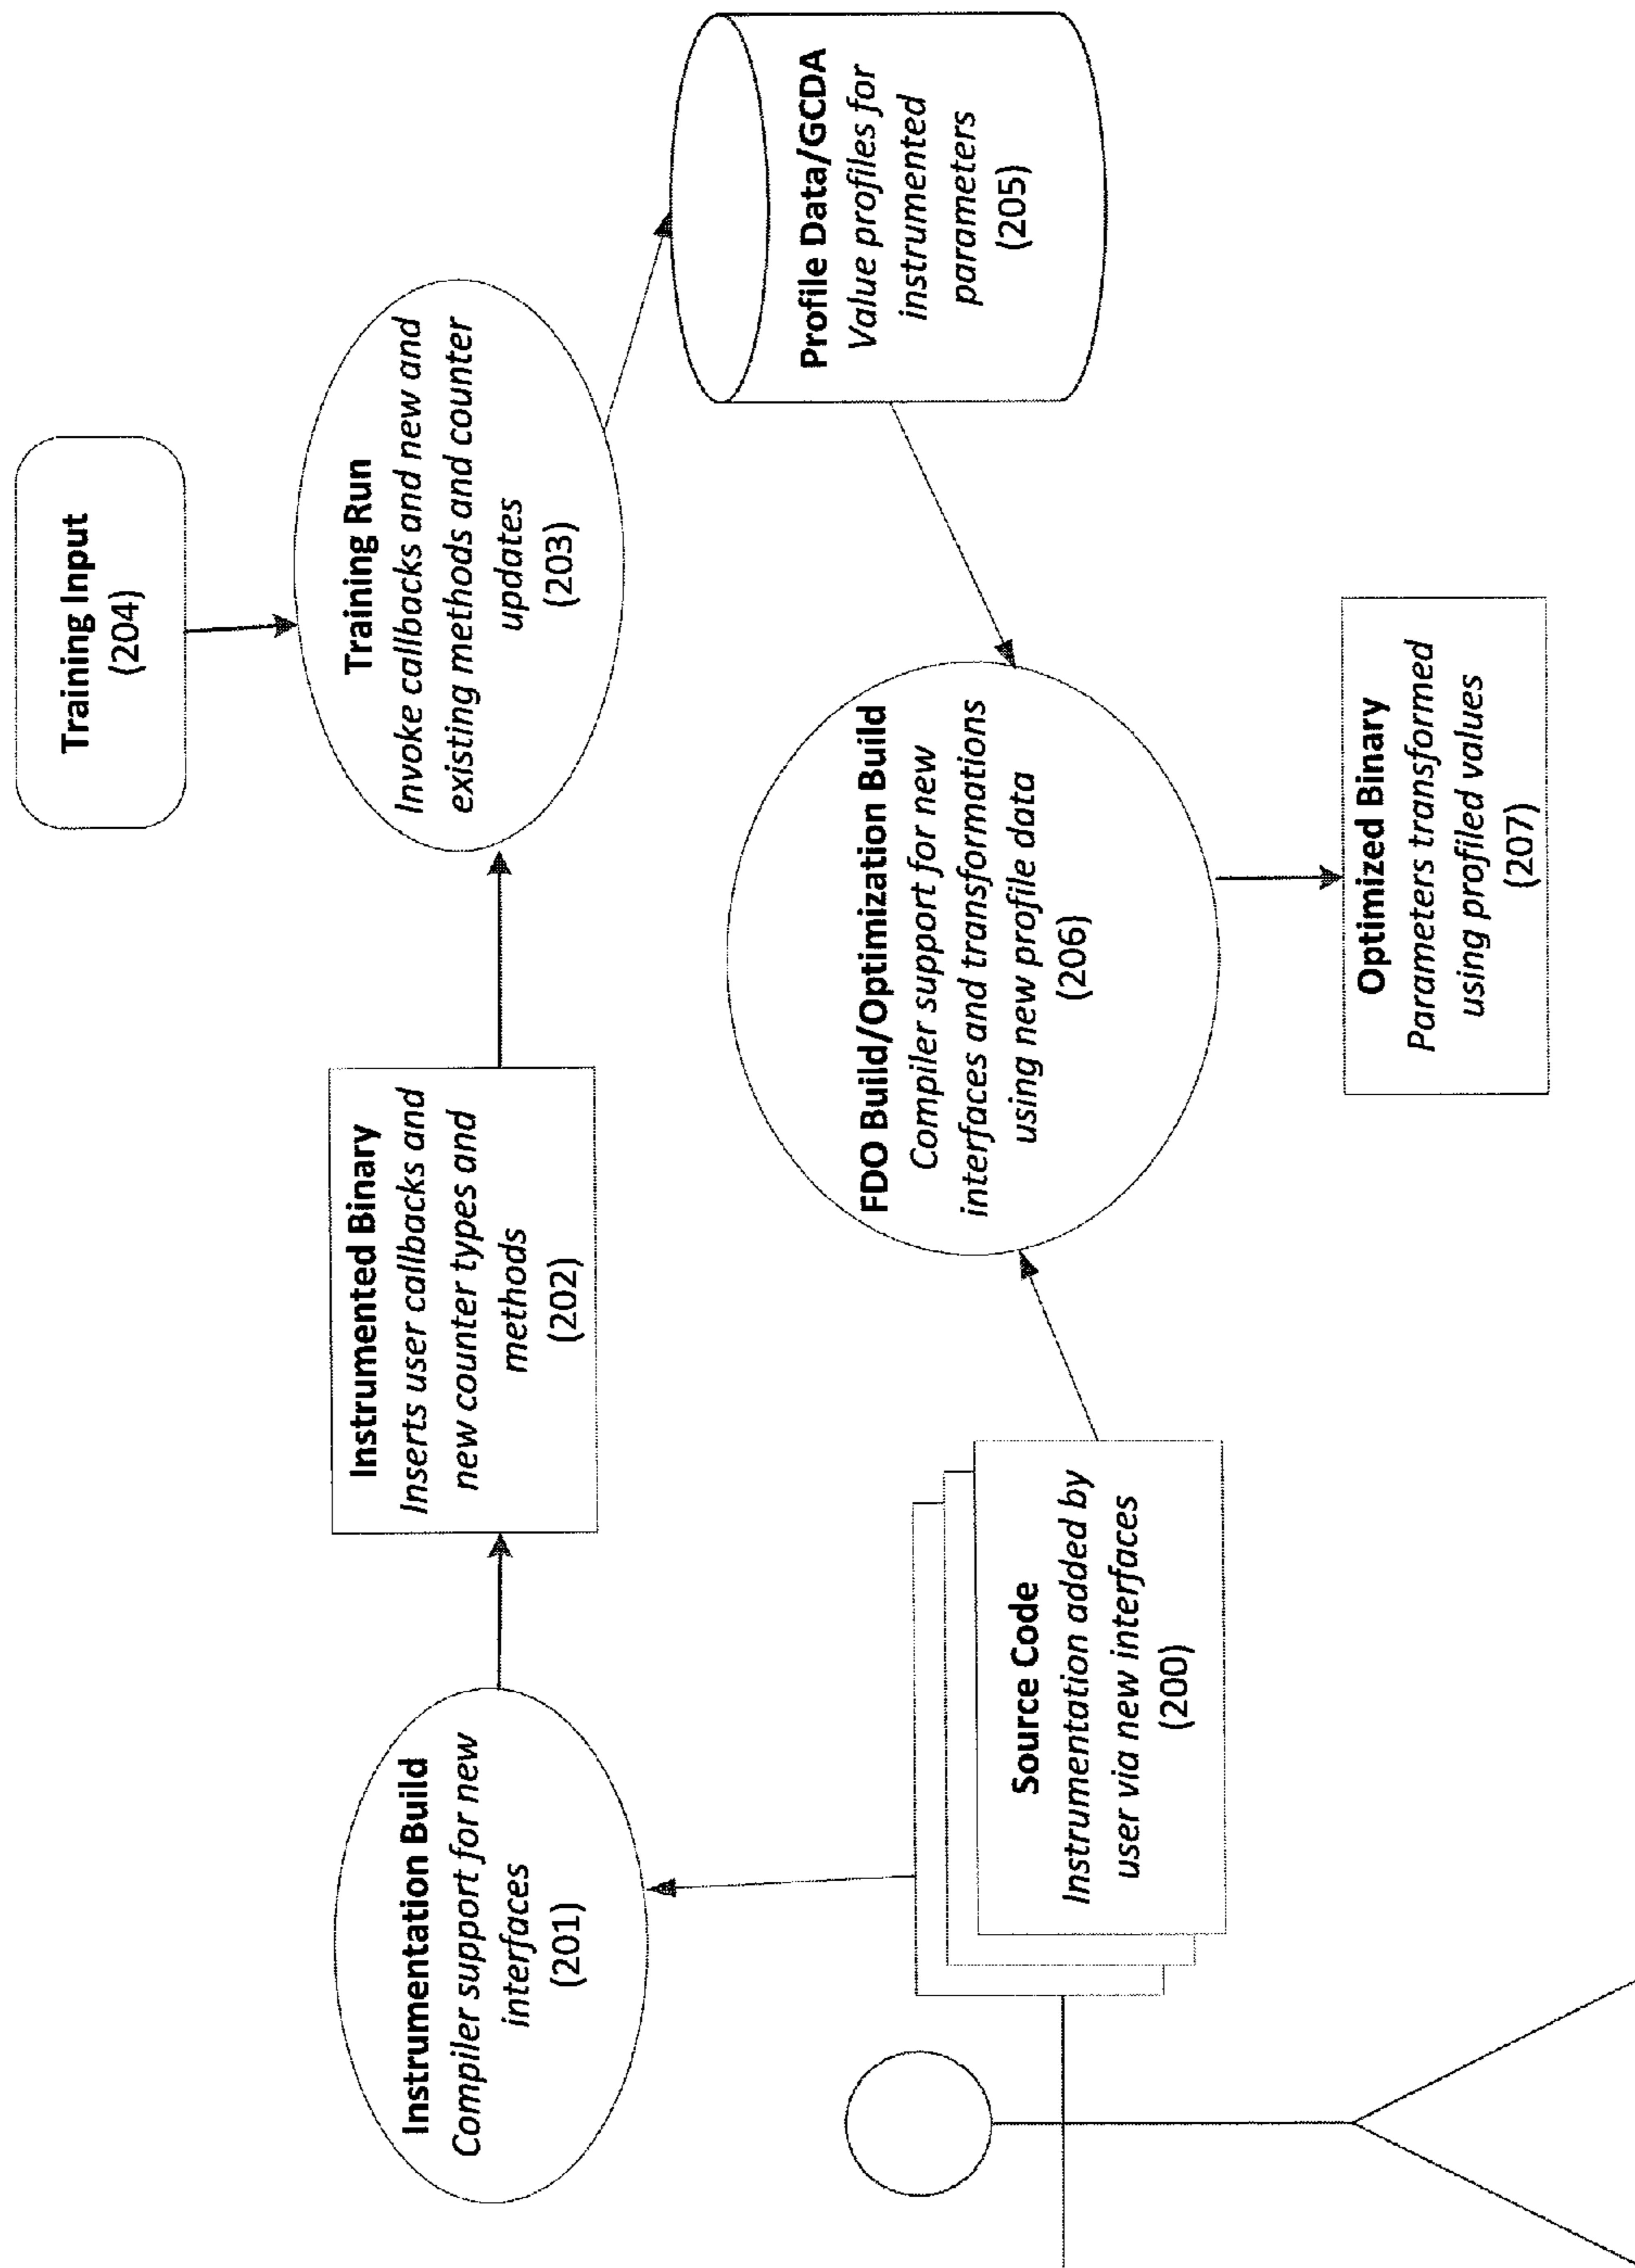 Training Input
(204)
Training Run
Invoke callbacks and new and
existing methods and counter
updates
(203)
Profile Data/GCDA
Value profiles for
instrumented
parameters
(205)
Instrumented Binary
Inserts user callbacks and
new counter types and
methods
(202)
Instrumentation Build
Compiler support for new
interfaces
(201)
FDO Build/Optimization Build
Compiler support for new
interfaces and transformations
using new profile data
(206)
Source Code
Instrumentation added by
user via new interfaces
(200)
Optimized Binary
Parameters transformed
using profiled values
(207)